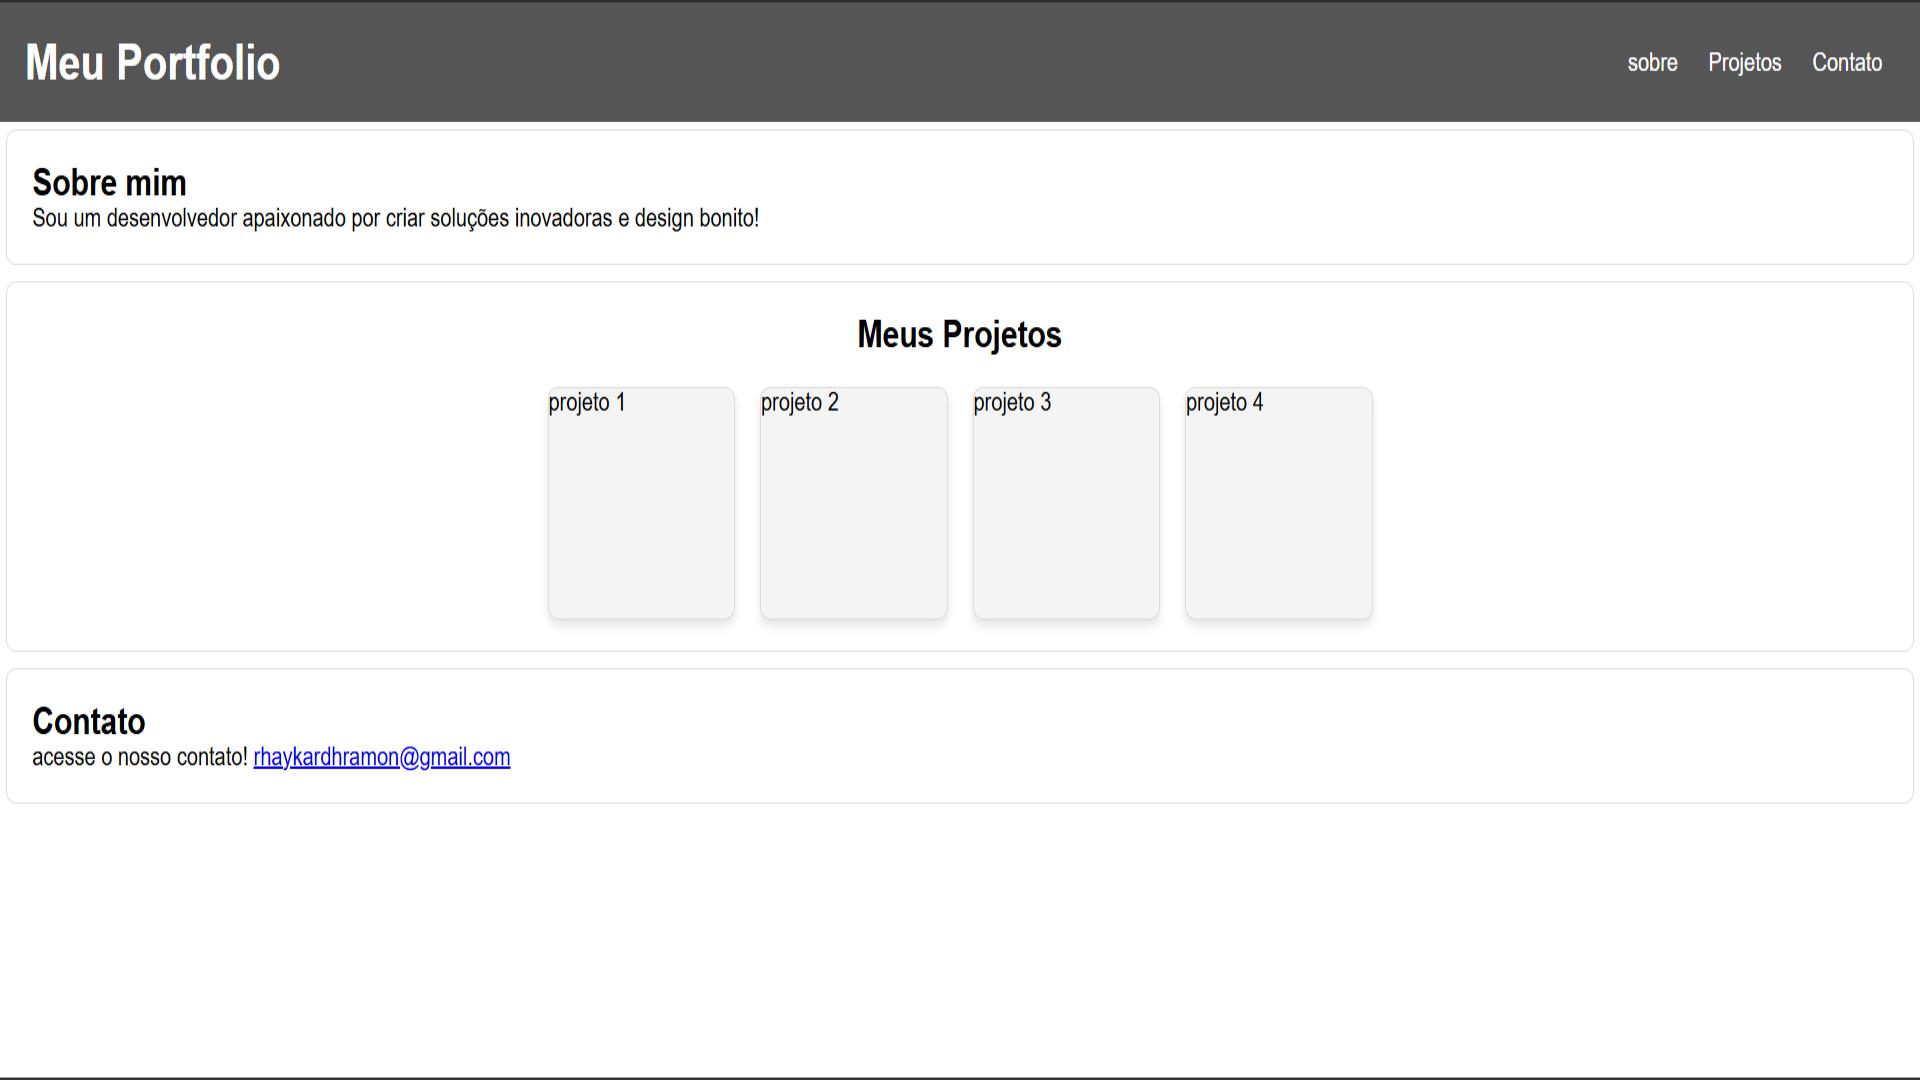 Meu Portfolio
sobre Projetos Contato
Sobre mim
Sou um desenvolvedor apaixonado por criar soluções inovadoras e design bonito!
Meus Projetos
projeto 1 projeto 2 projeto 3 projeto 4
Contato
acesse o nosso contato! rhaykardhramon@gmail.com